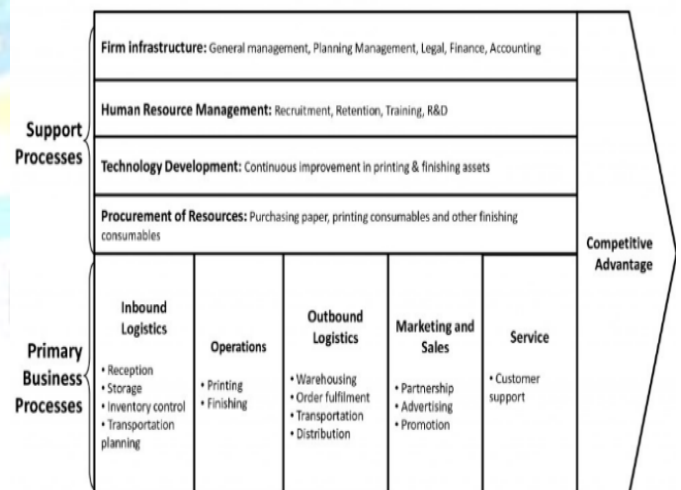 Firm infrastructure: General management, Planning Management, Legal, Finance, Accounting
Human Resource Management: Recruitment, Retention, Training, R&D
Support
Processes
Technology Development: Continuous improvement in printing & finishing assets
Procurement of Resources: Purchasing paper, printing consumables and other finishing
consumables
Competitive
Advantage
Primary
Business
Processes
Inbound
Logistics
• Reception
• Storage
• Inventory control
• Transportation
planning
Operations
• Printing
• Finishing
Outbound
Logistics
• Warehousing
• Order fulfilment
• Transportation
• Distribution
Marketing and
Sales
• Partnership
• Advertising
• Promotion
Service
• Customer
support